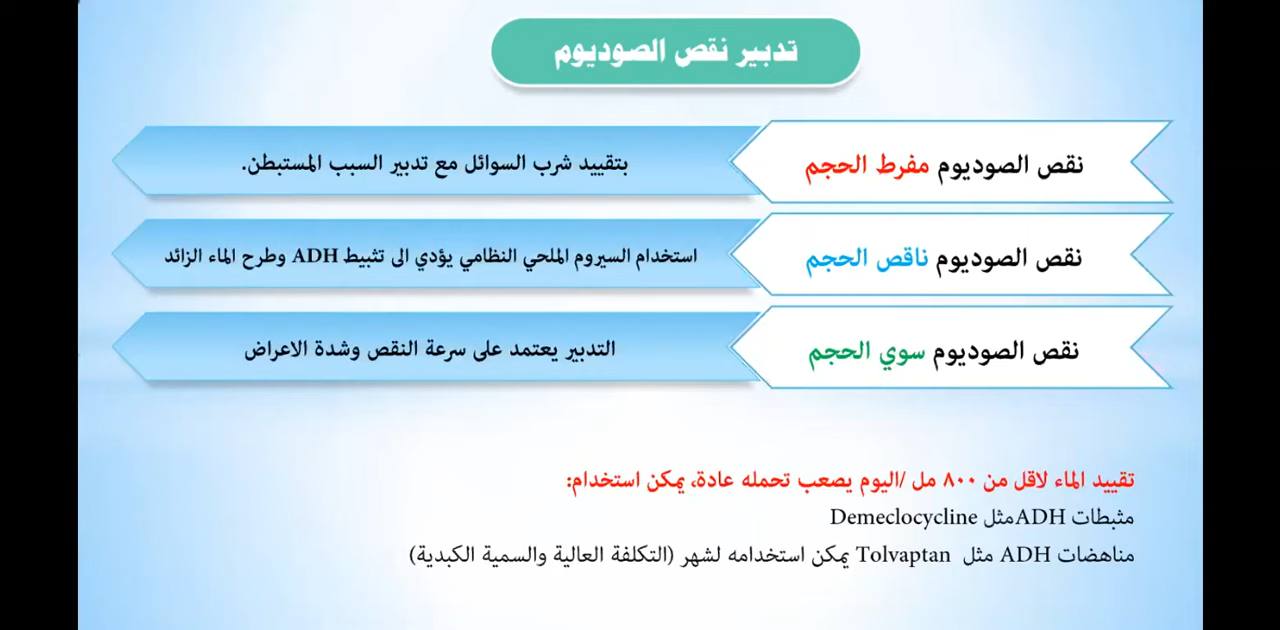 تدبير نقص الصوديوم
نقص الصوديوم مفرط الحجم
بتقييد شرب السوائل مع تدبير السبب المستبطن.
نقص الصوديوم ناقص الحجم
استخدام السيروم الملحي النظامي يؤدي الى تثبيط ADH وطرح الماء الزائد
نقص الصوديوم سوي الحجم
التدبير يعتمد على سرعة النقص وشدة الاعراض
تقييد الماء لاقل من ٨٠٠ مل /اليوم يصعب تحمله عادة، يمكن استخدام:
مثبطات ADHمثل Demeclocycline
مناهضات ADH مثل Tolvaptan يمكن استخدامه لشهر (التكلفة العالية والسمية الكبدية)